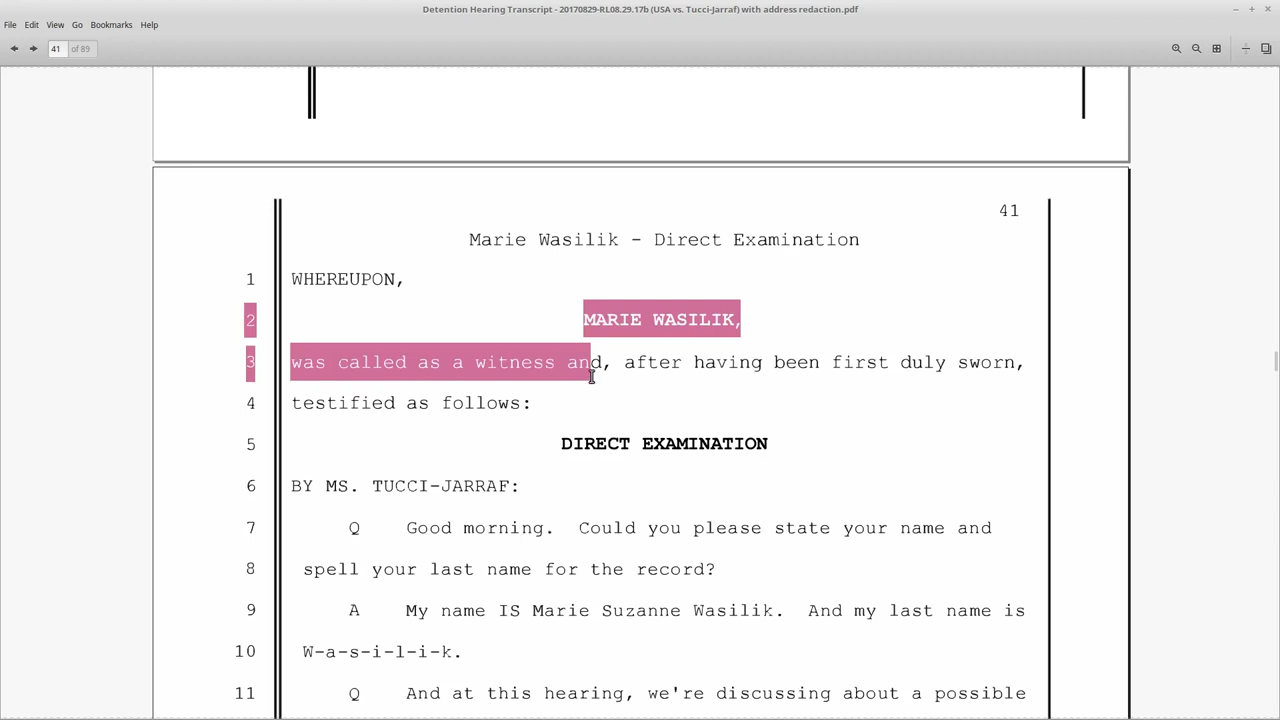 Detention Hearing Transcript - 20170829-RL08.29.17b (USA vs. Tucci-Jarraf) with address redaction.pdf
File Edit View Go Bookmarks Help
41 of 89
41
Marie Wasilik - Direct Examination
1 WHEREUPON,
2 MARIE WASILIK,
3 was called as a witness and, after having been first duly sworn,
4 testified as follows:
5 DIRECT EXAMINATION
6 BY MS. TUCCI-JARRAF:
7 Q Good morning. Could you please state your name and
8 spell your last name for the record?
9 A My name IS Marie Suzanne Wasilik. And my last name is
10 W-a-s-i-l-i-k.
11 Q And at this hearing, we're discussing about a possible